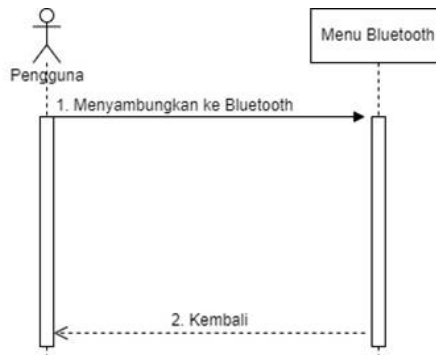 Menu Bluetooth
Pengguna
1. Menyambungkan ke Bluetooth
2. Kembali